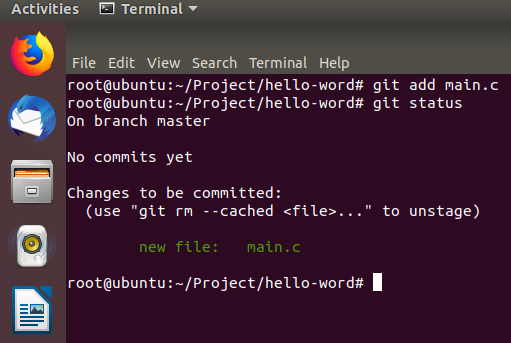 Activities Terminal
File Edit View Search Terminal Help
root@ubuntu:~/Project/hello-word# git add main.c
root@ubuntu:~/Project/hello-word# git status
On branch master
No commits yet
Changes to be committed:
(use "git rm --cached <file>..." to unstage)
new file: main.c
root@ubuntu:~/Project/hello-word#